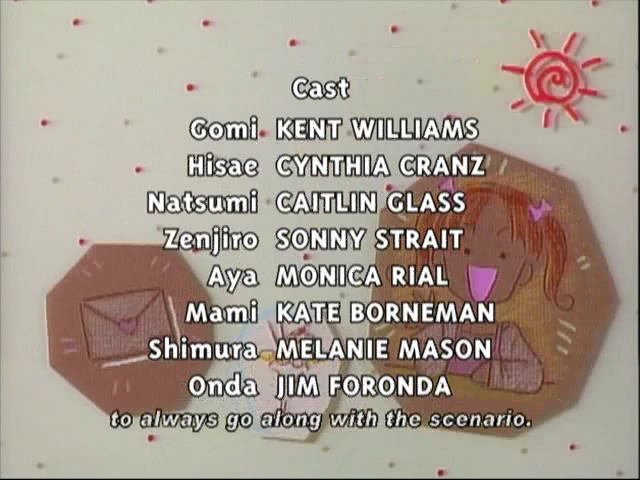 Cast
Gomi KENT WILLIAMS
Hisae CYNTHIA CRANZ
Natsumi CAITLIN GLASS
Zenjiro SONNY STRAIT
Aya MONICA RIAL
Mami KATE BORNEMAN
Shimura MELANIE MASON
Onda JIM FORONDA
to always go along with the scenario.